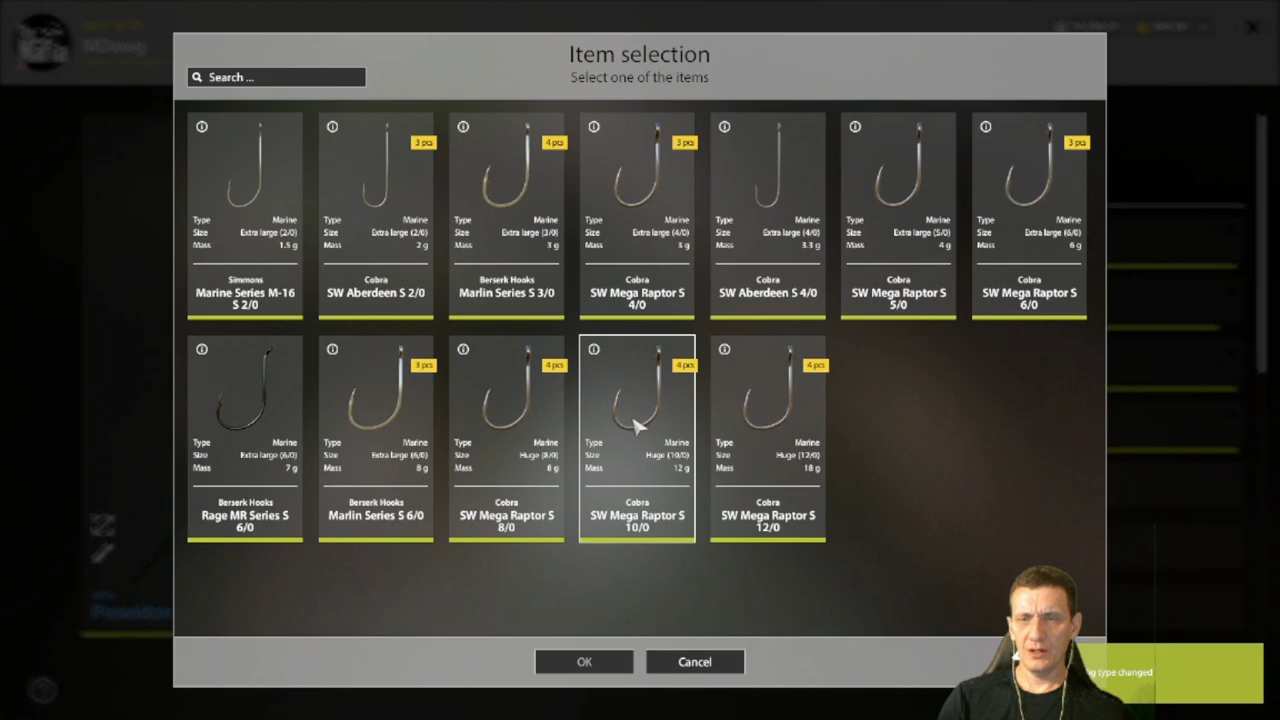 WtDawg
Item selection
Search ...
Select one of the items
Type Marine
Size Extra large (2/0)
Mass 1.5 g
Simmons
Marine Series M-16
S 2/0
3 pcs
Type Marine
Size Extra large (2/0)
Mass 2 g
Cobra
SW Aberdeen S 2/0
4 pcs
Type Marine
Size Extra large (3/0)
Mass 3 g
Berserk Hooks
Marlin Series S 3/0
3 pcs
Type Marine
Size Extra large (4/0)
Mass 3 g
Cobra
SW Mega Raptor S
4/0
Type Marine
Size Extra large (4/0)
Mass 3.3 g
Cobra
SW Aberdeen S 4/0
Type Marine
Size Extra large (5/0)
Mass 4 g
Cobra
SW Mega Raptor S
5/0
3 pcs
Type Marine
Size Extra large (6/0)
Mass 6 g
Cobra
SW Mega Raptor S
6/0
Type Marine
Size Extra large (6/0)
Mass 7 g
Berserk Hooks
Rage MR Series S
6/0
3 pcs
Type Marine
Size Extra large (6/0)
Mass 8 g
Berserk Hooks
Marlin Series S 6/0
4 pcs
Type Marine
Size Huge (8/0)
Mass 8 g
Cobra
SW Mega Raptor S
8/0
4 pcs
Type Marine
Size Huge (10/0)
Mass 12 g
Cobra
SW Mega Raptor S
10/0
4 pcs
Type Marine
Size Huge (12/0)
Mass 18 g
Cobra
SW Mega Raptor S
12/0
Poseidon
OK
Cancel
type changed